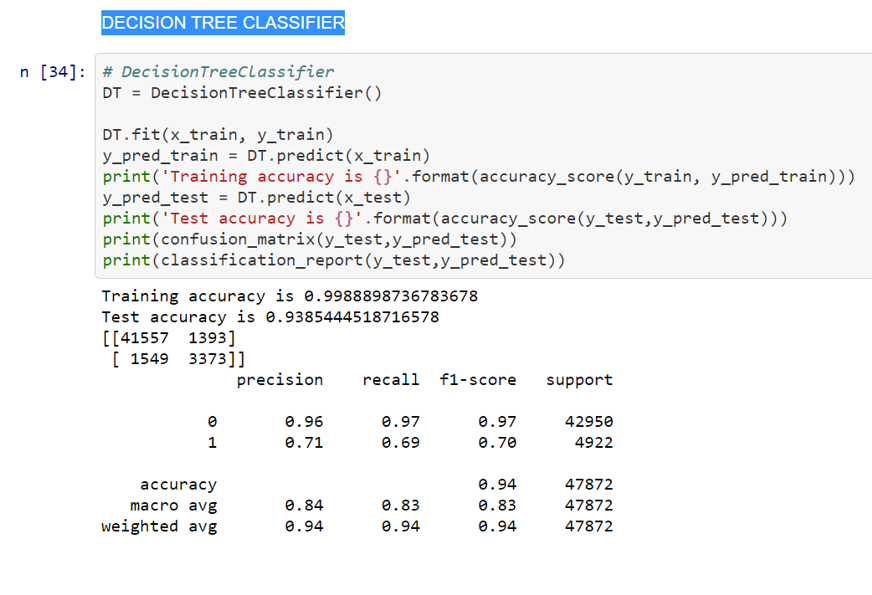 DECISION TREE CLASSIFIER
n [34]:
# DecisionTreeClassifier
DT = DecisionTreeClassifier()
DT.fit(x_train, y_train)
y_pred_train = DT.predict(x_train)
print('Training accuracy is {}'.format(accuracy_score(y_train, y_pred_train)))
y_pred_test = DT.predict(x_test)
print('Test accuracy is {}'.format(accuracy_score(y_test,y_pred_test)))
print(confusion_matrix(y_test,y_pred_test))
print(classification_report(y_test,y_pred_test))
Training accuracy is 0.9988898736783678
Test accuracy is 0.9385444518716578
[[41557  1393]
 [ 1549  3373]]
              precision    recall  f1-score   support
           0       0.96      0.97      0.97     42950
           1       0.71      0.69      0.70      4922
    accuracy                           0.94     47872
   macro avg       0.84      0.83      0.83     47872
weighted avg       0.94      0.94      0.94     47872